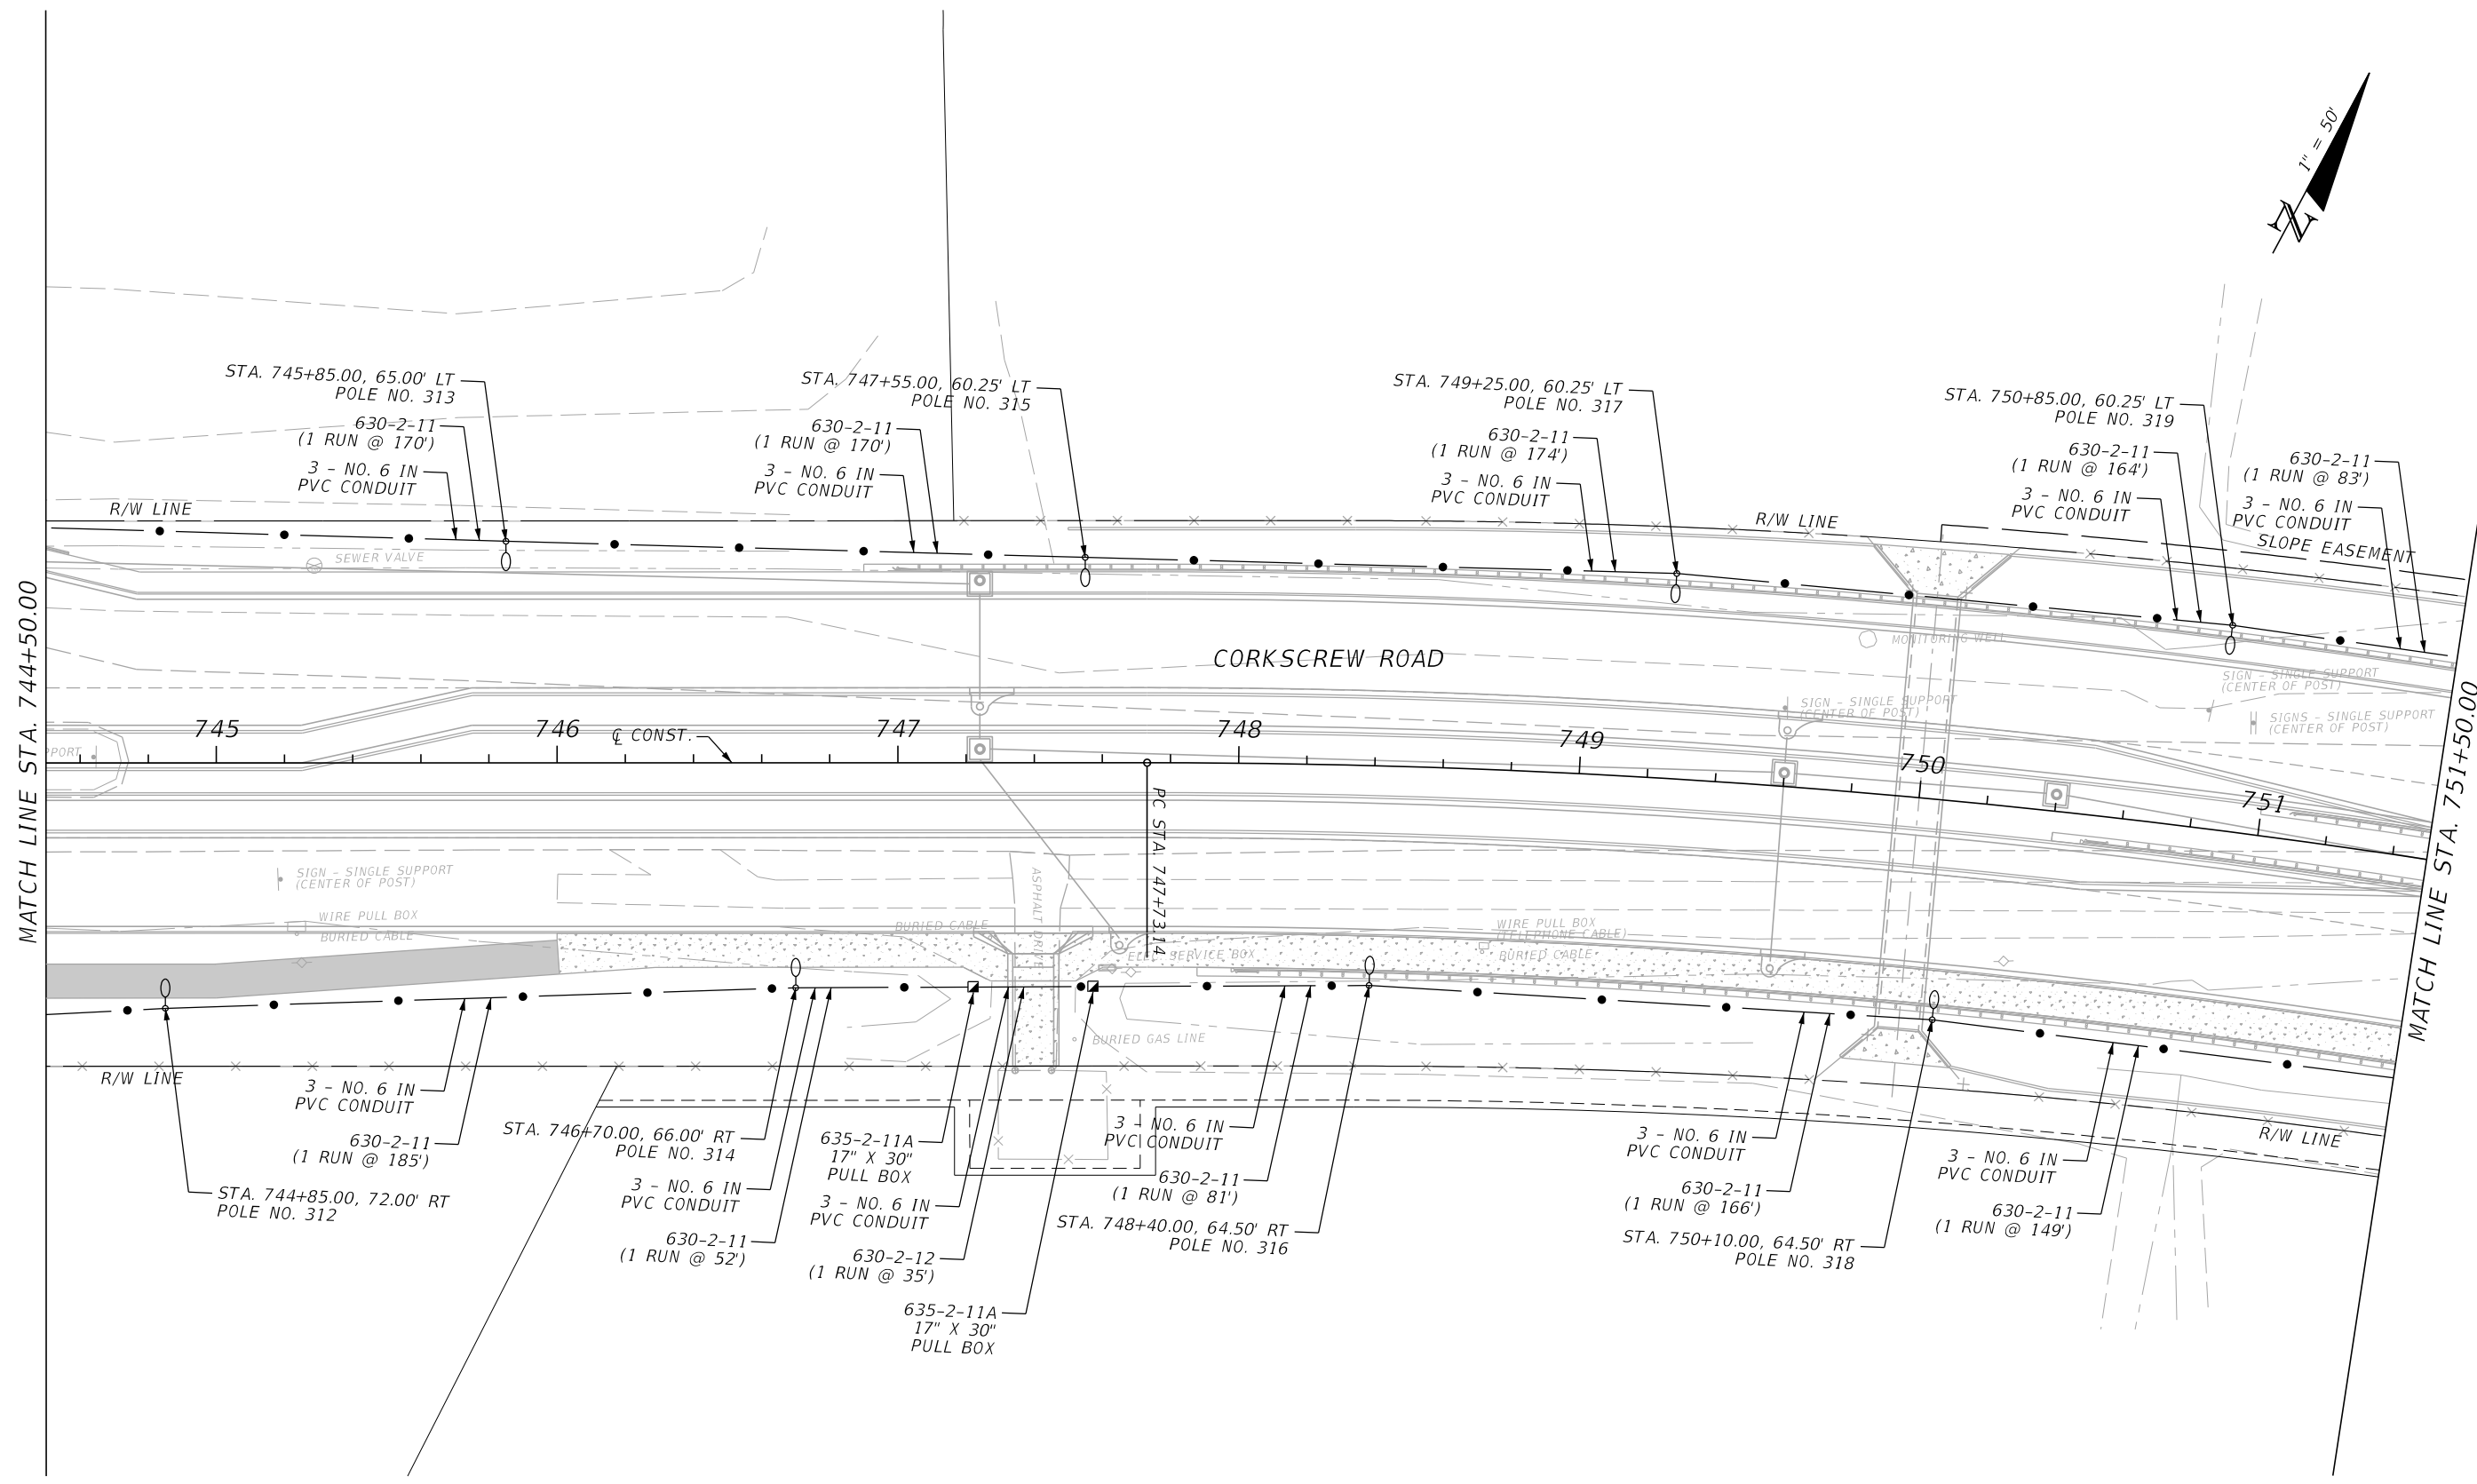 1" = 50'
N
STA. 745+85.00, 65.00' LT
POLE NO. 313
630-2-11
(1 RUN @ 170')
3 - NO. 6 IN
PVC CONDUIT
STA. 747+55.00, 60.25' LT
POLE NO. 315
630-2-11
(1 RUN @ 170')
3 - NO. 6 IN
PVC CONDUIT
STA. 749+25.00, 60.25' LT
POLE NO. 317
630-2-11
(1 RUN @ 174')
3 - NO. 6 IN
PVC CONDUIT
STA. 750+85.00, 60.25' LT
POLE NO. 319
630-2-11
(1 RUN @ 164')
3 - NO. 6 IN
PVC CONDUIT
630-2-11
(1 RUN @ 83')
3 - NO. 6 IN
PVC CONDUIT
R/W LINE
R/W LINE
SLOPE EASEMENT
SEWER VALVE
MONITORING WELL
CORKSCREW ROAD
SIGN - SINGLE SUPPORT
(CENTER OF POST)
SIGN - SINGLE SUPPORT
(CENTER OF POST)
SIGNS - SINGLE SUPPORT
(CENTER OF POST)
MATCH LINE STA. 744+50.00
MATCH LINE STA. 751+50.00
745
746
℄ CONST.
747
748
749
750
751
PPORT
PC STA. 747+73.14
SIGN - SINGLE SUPPORT
(CENTER OF POST)
WIRE PULL BOX
BURIED CABLE
BURIED CABLE
ASPHALT DRIVE
ELEC SERVICE BOX
WIRE PULL BOX
(TELEPHONE CABLE)
BURIED CABLE
BURIED GAS LINE
R/W LINE
R/W LINE
3 - NO. 6 IN
PVC CONDUIT
630-2-11
(1 RUN @ 185')
STA. 744+85.00, 72.00' RT
POLE NO. 312
STA. 746+70.00, 66.00' RT
POLE NO. 314
3 - NO. 6 IN
PVC CONDUIT
630-2-11
(1 RUN @ 52')
635-2-11A
17" X 30"
PULL BOX
3 - NO. 6 IN
PVC CONDUIT
630-2-12
(1 RUN @ 35')
635-2-11A
17" X 30"
PULL BOX
3 - NO. 6 IN
PVC CONDUIT
630-2-11
(1 RUN @ 81')
STA. 748+40.00, 64.50' RT
POLE NO. 316
3 - NO. 6 IN
PVC CONDUIT
630-2-11
(1 RUN @ 166')
STA. 750+10.00, 64.50' RT
POLE NO. 318
3 - NO. 6 IN
PVC CONDUIT
630-2-11
(1 RUN @ 149')